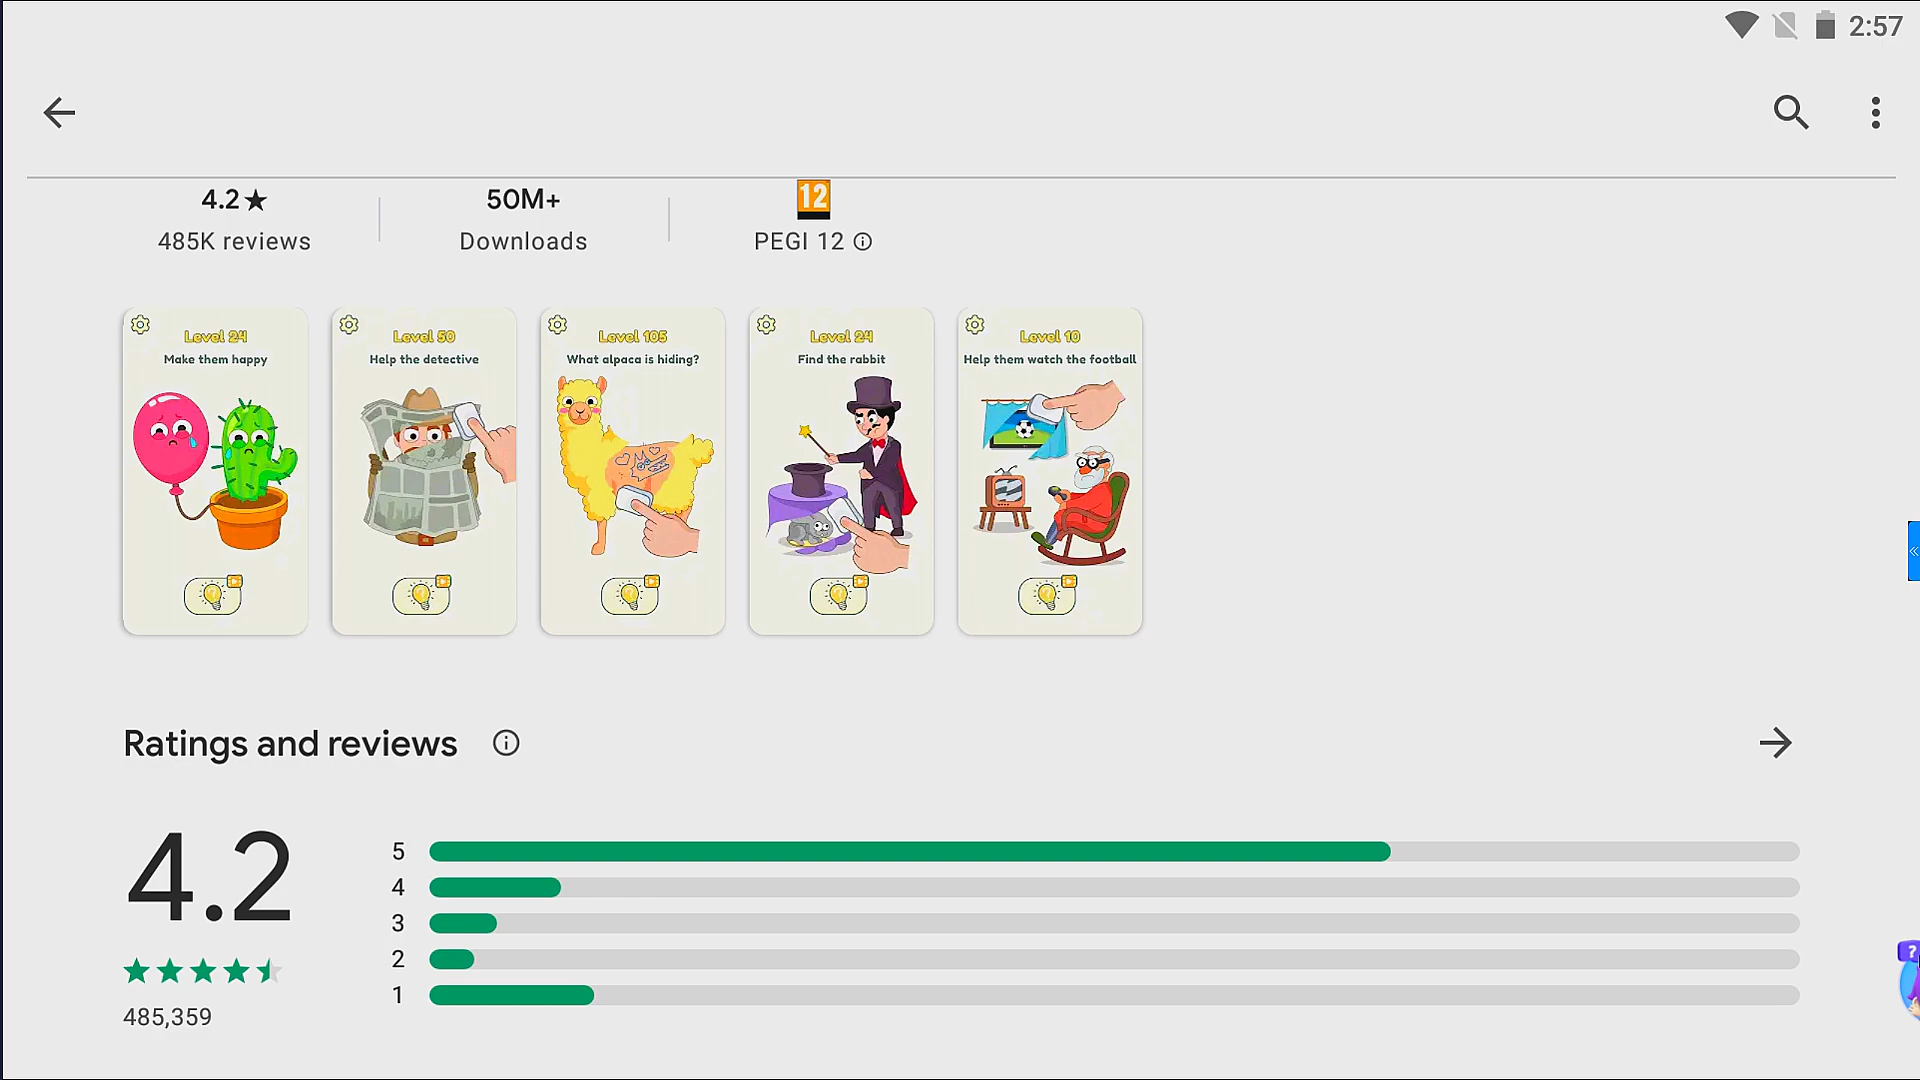 2:57
4.2★
485K reviews
50M+
Downloads
12
PEGI 12
Level 24
Make them happy
Level 50
Help the detective
Level 105
What alpaca is hiding?
Level 24
Find the rabbit
Level 10
Help them watch the football
Ratings and reviews
4.2
485,359
5
4
3
2
1
?